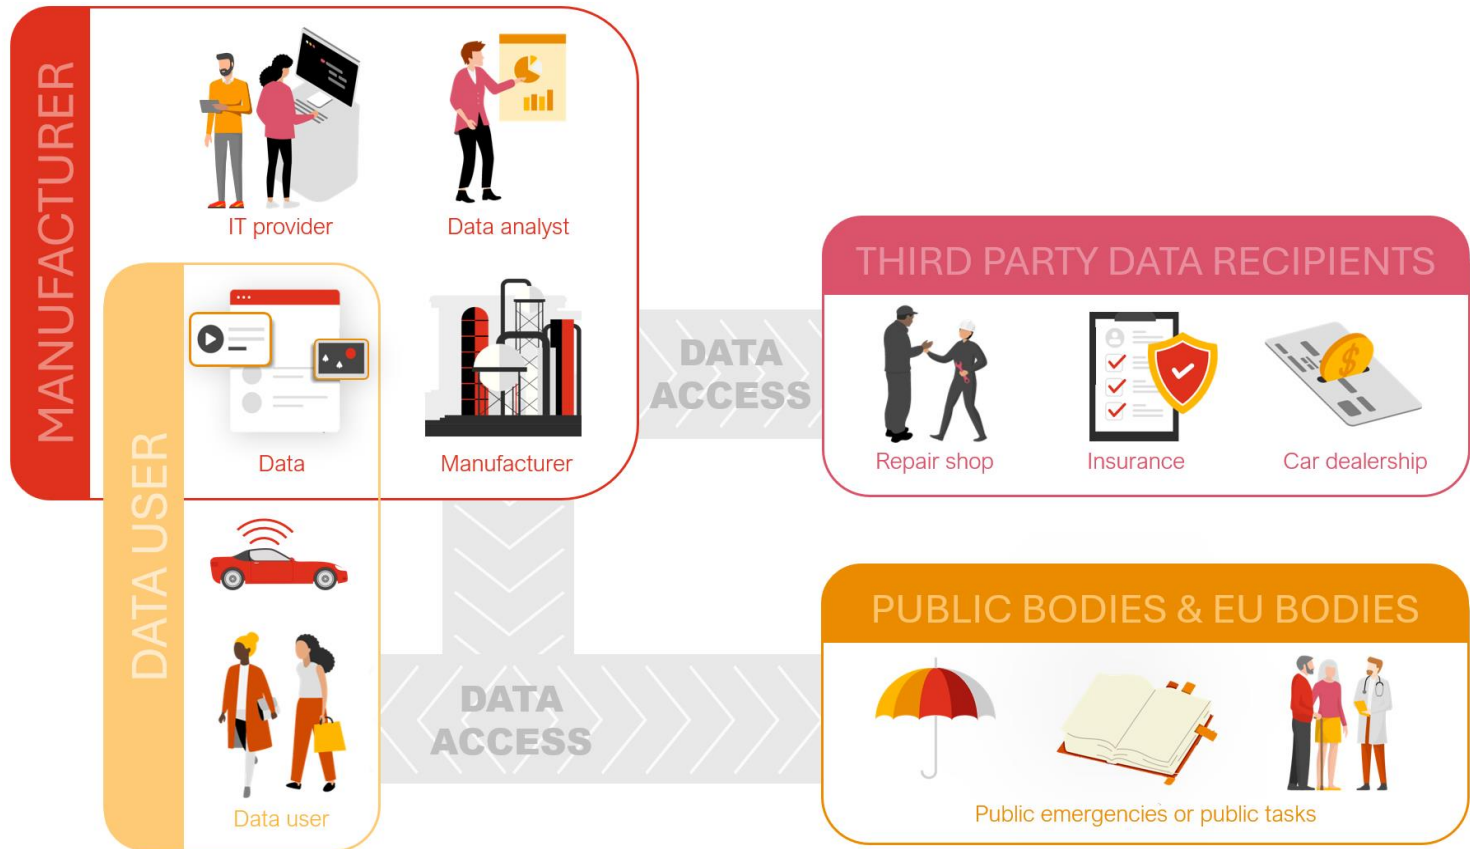 MANUFACTURER
IT provider
Data analyst
Data
Manufacturer
DATA USER
Data user
DATA
ACCESS
THIRD PARTY DATA RECIPIENTS
Repair shop
Insurance
Car dealership
DATA
ACCESS
PUBLIC BODIES & EU BODIES
Public emergencies or public tasks